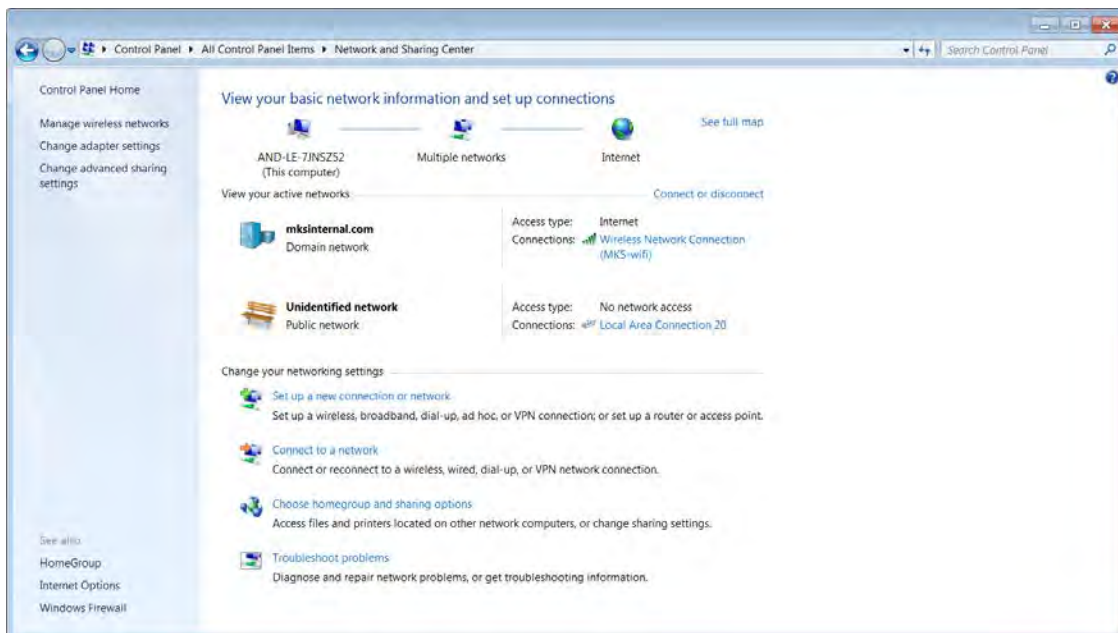 Control Panel ▸ All Control Panel Items ▸ Network and Sharing Center
Search Control Panel
Control Panel Home
Manage wireless networks
Change adapter settings
Change advanced sharing
settings
See also
HomeGroup
Internet Options
Windows Firewall
View your basic network information and set up connections
See full map
AND-LE-7JNSZ52
(This computer)
Multiple networks
Internet
View your active networks
Connect or disconnect
mksinternal.com
Domain network
Access type: Internet
Connections: Wireless Network Connection
(MKS-wifi)
Unidentified network
Public network
Access type: No network access
Connections: Local Area Connection 20
Change your networking settings
Set up a new connection or network
Set up a wireless, broadband, dial-up, ad hoc, or VPN connection; or set up a router or access point.
Connect to a network
Connect or reconnect to a wireless, wired, dial-up, or VPN network connection.
Choose homegroup and sharing options
Access files and printers located on other network computers, or change sharing settings.
Troubleshoot problems
Diagnose and repair network problems, or get troubleshooting information.